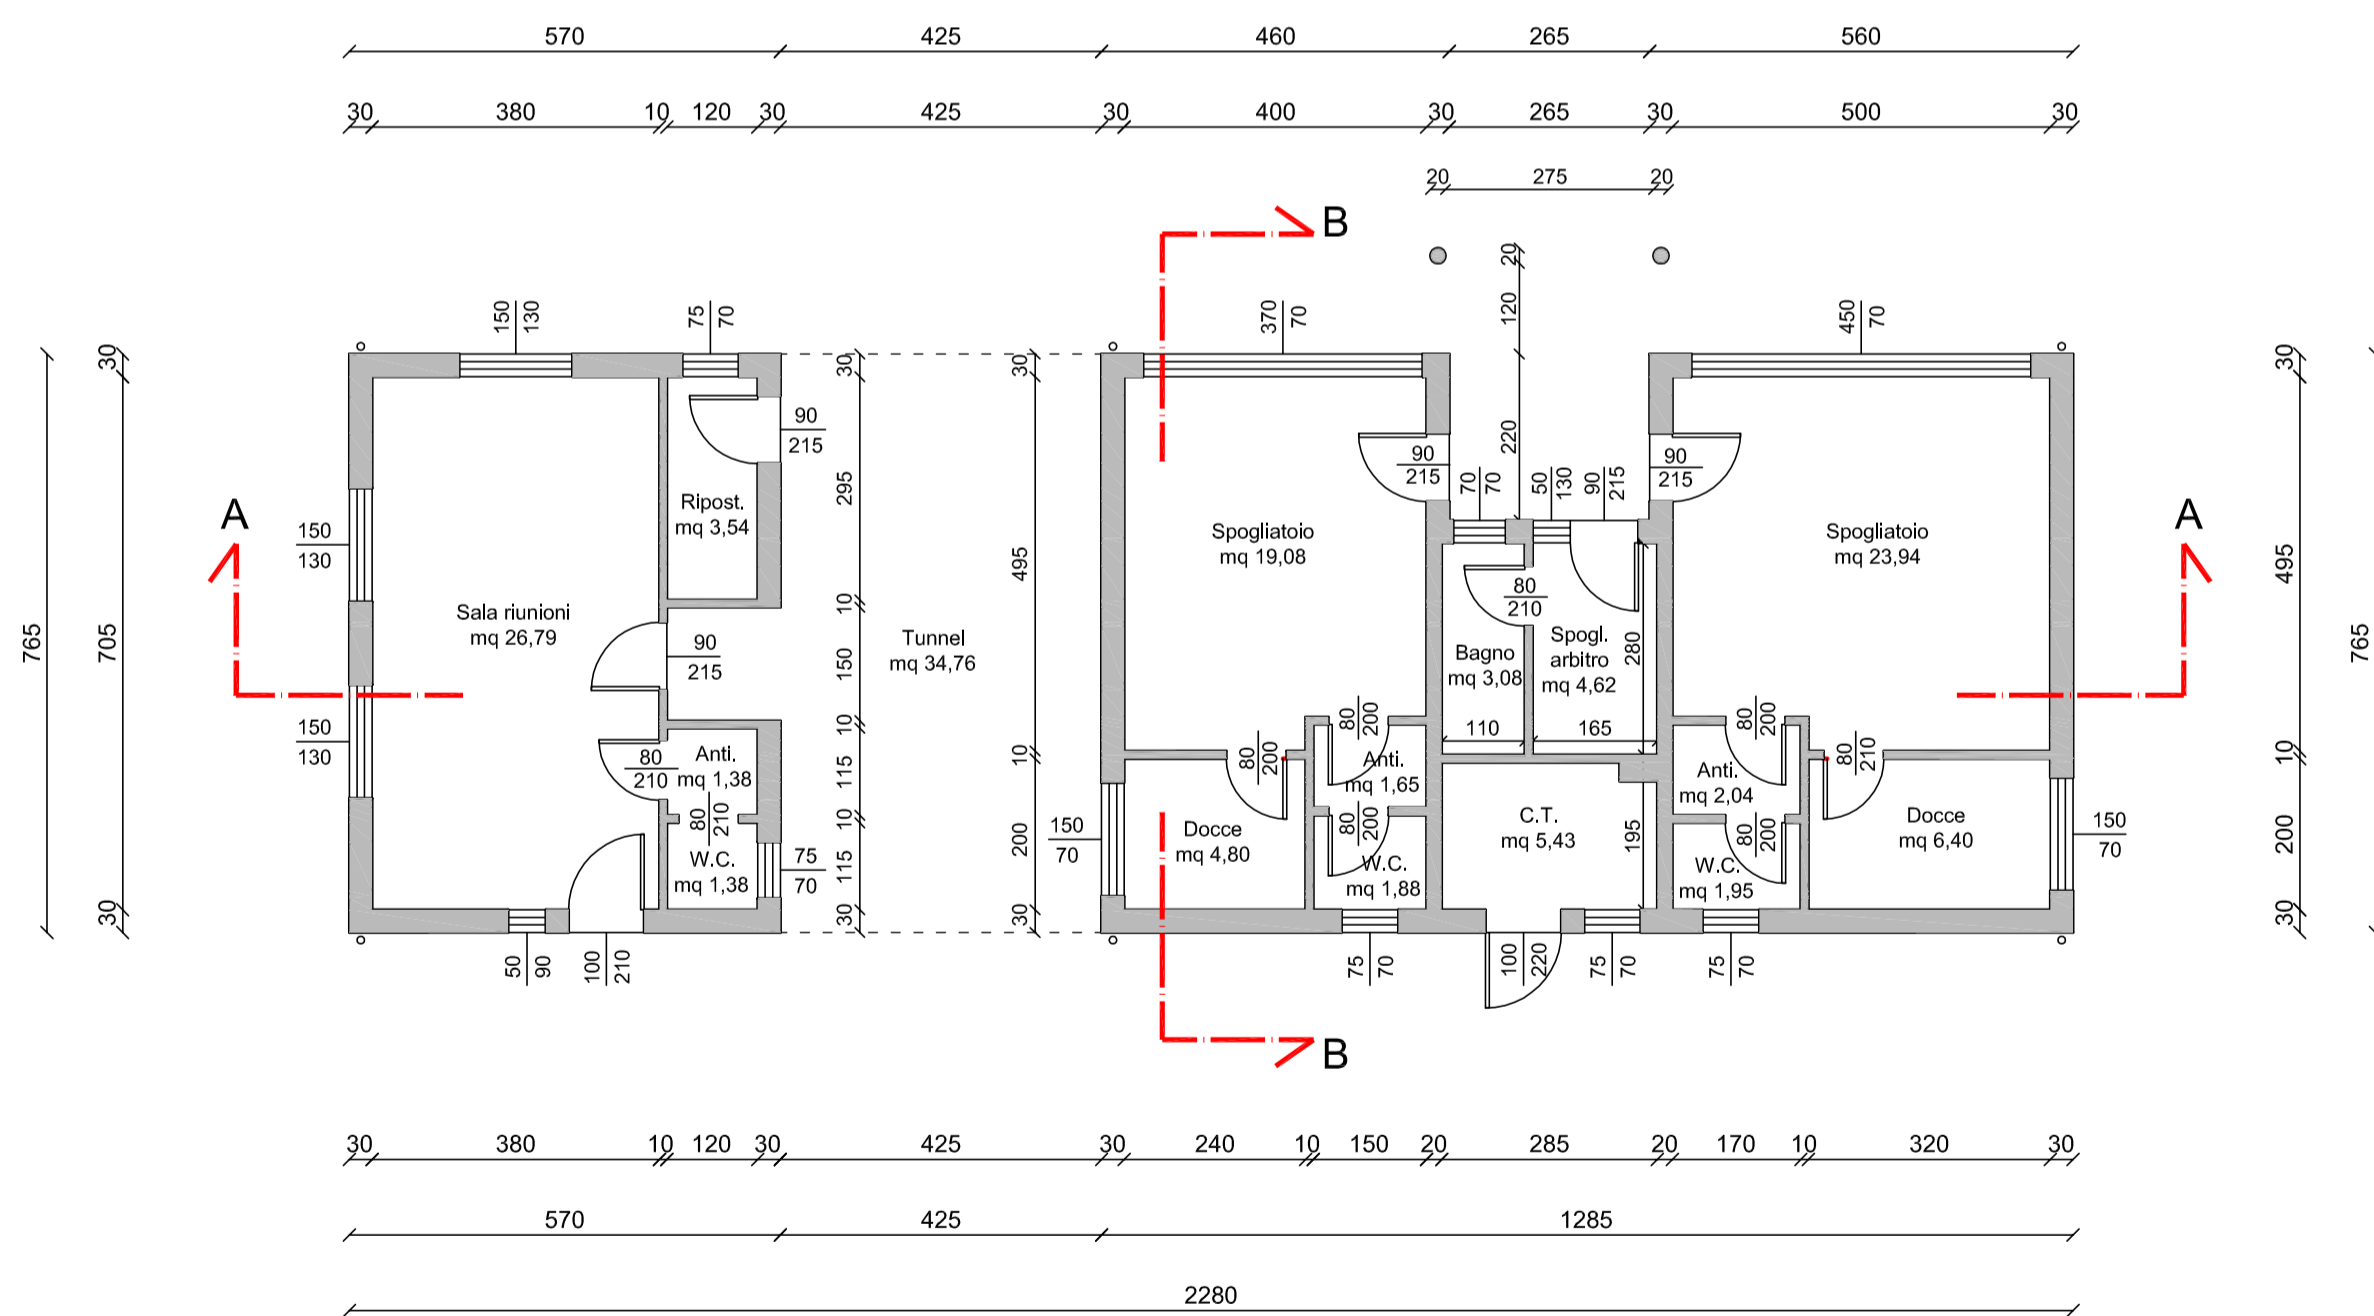 570 425 460 265 560
30 380 10 120 30 425 30 400 30 265 30 500 30
20 275 20
B
20
120
220
150
130
75
70
370
70
450
70
765
30
705
30
30
295
10
150
10
115
10
115
30
30
495
10
200
30
30
495
10
200
30
765
A
A
150
130
150
130
90
215
Ripost.
mq 3,54
Sala riunioni
mq 26,79
90
215
80
210
Anti.
mq 1,38
80
210
W.C.
mq 1,38
75
70
50
90
100
210
Tunnel
mq 34,76
Spogliatoio
mq 19,08
90
215
70
70
50
130
90
215
90
215
80
210
Bagno
mq 3,08
Spogl.
arbitro
mq 4,62
280
110
165
Spogliatoio
mq 23,94
80
200
80
200
Anti.
mq 1,65
80
200
W.C.
mq 1,88
150
70
Docce
mq 4,80
C.T.
mq 5,43
195
80
200
80
210
Anti.
mq 2,04
80
200
W.C.
mq 1,95
Docce
mq 6,40
150
70
75
70
100
220
75
70
75
70
B
30 380 10 120 30 425 30 240 10 150 20 285 20 170 10 320 30
570 425 1285
2280